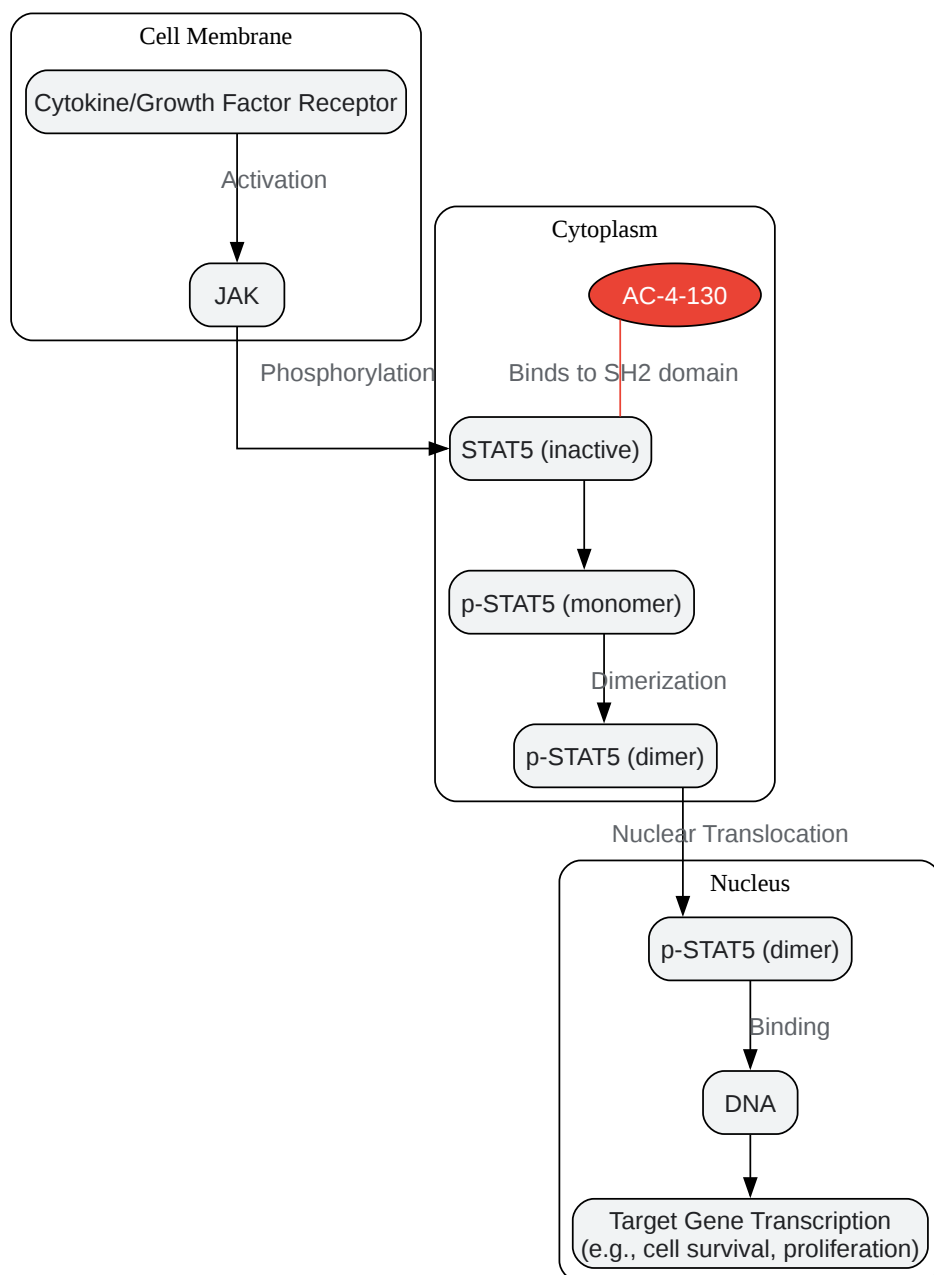 Cell Membrane
Cytokine/Growth Factor Receptor
Activation
JAK
Phosphorylation
Cytoplasm
AC-4-130
Binds to SH2 domain
STAT5 (inactive)
p-STAT5 (monomer)
Dimerization
p-STAT5 (dimer)
Nuclear Translocation
Nucleus
p-STAT5 (dimer)
Binding
DNA
Target Gene Transcription
(e.g., cell survival, proliferation)